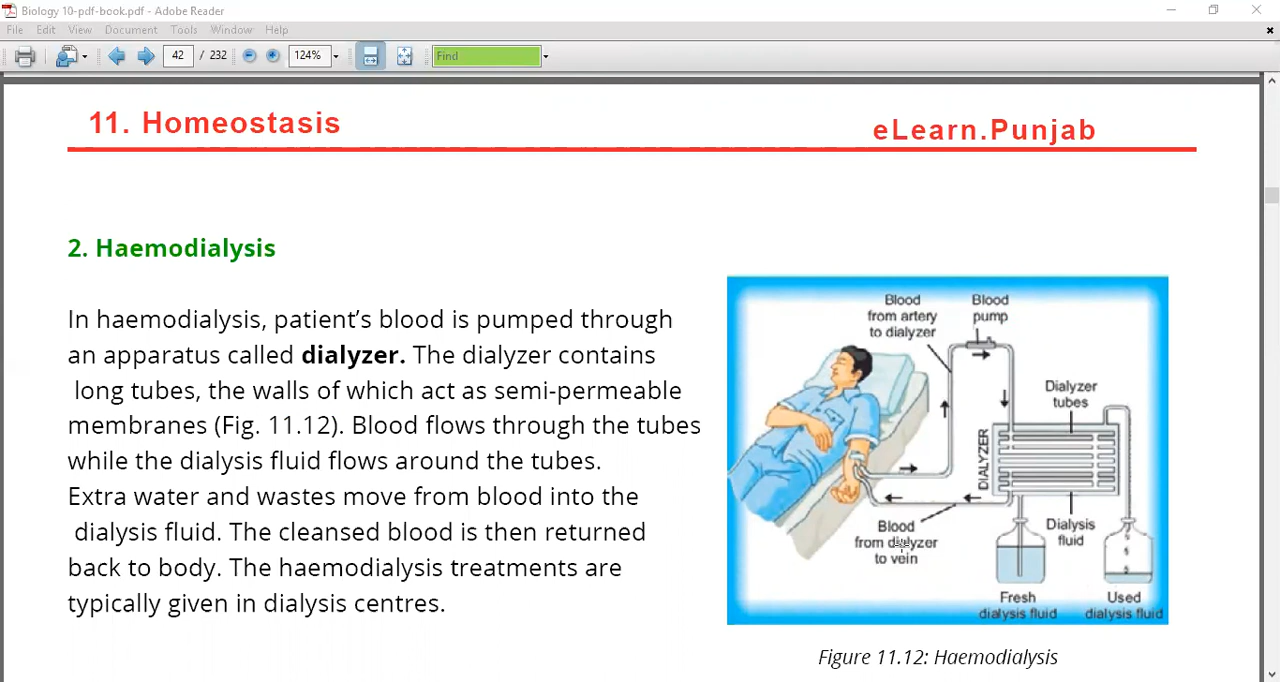 Biology 10-pdf-book.pdf - Adobe Reader
File Edit View Document Tools Window Help
42 / 232 124% Find
11. Homeostasis
eLearn.Punjab
2. Haemodialysis
In haemodialysis, patient's blood is pumped through
an apparatus called dialyzer. The dialyzer contains
long tubes, the walls of which act as semi-permeable
membranes (Fig. 11.12). Blood flows through the tubes
while the dialysis fluid flows around the tubes.
Extra water and wastes move from blood into the
dialysis fluid. The cleansed blood is then returned
back to body. The haemodialysis treatments are
typically given in dialysis centres.
Blood
from artery
to dialyzer
Blood
pump
Dialyzer
tubes
DIALYZER
Blood
from dialyzer
to vein
Dialysis
fluid
Fresh
dialysis fluid
Used
dialysis fluid
Figure 11.12: Haemodialysis